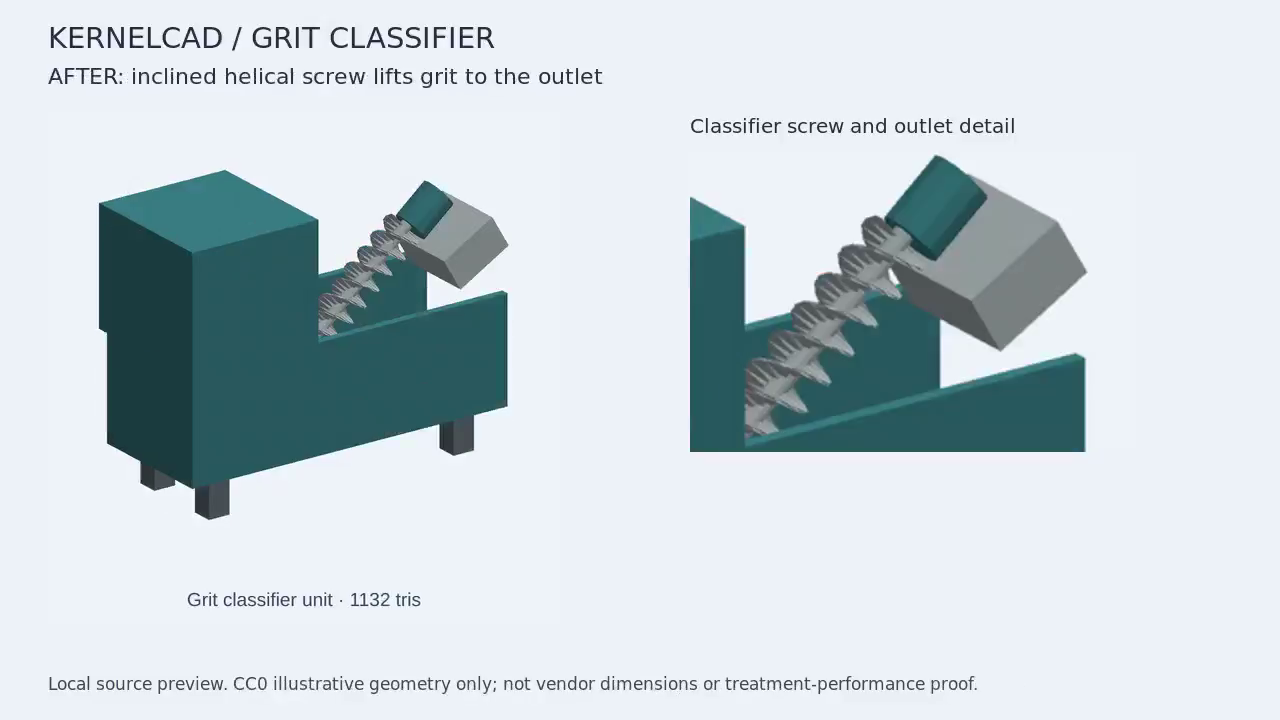 KERNELCAD / GRIT CLASSIFIER
AFTER: inclined helical screw lifts grit to the outlet
Classifier screw and outlet detail
Grit classifier unit · 1132 tris
Local source preview. CC0 illustrative geometry only; not vendor dimensions or treatment-performance proof.